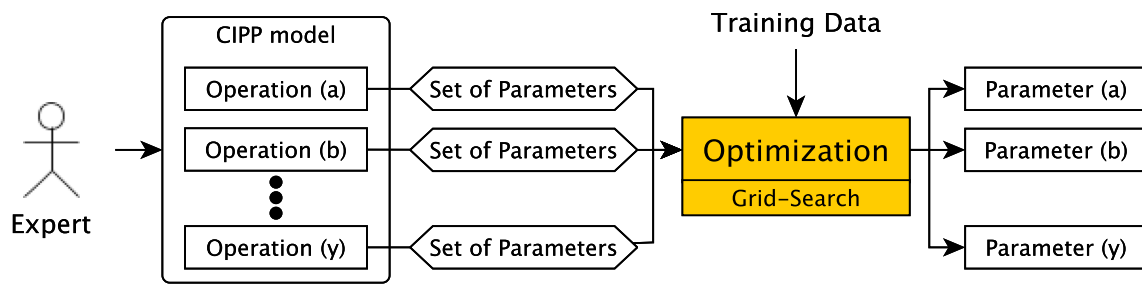 Training Data
CIPP model
Operation (a)
Set of Parameters
Parameter (a)
Operation (b)
Set of Parameters
Optimization
Parameter (b)
Grid-Search
Expert
Operation (y)
Set of Parameters
Parameter (y)